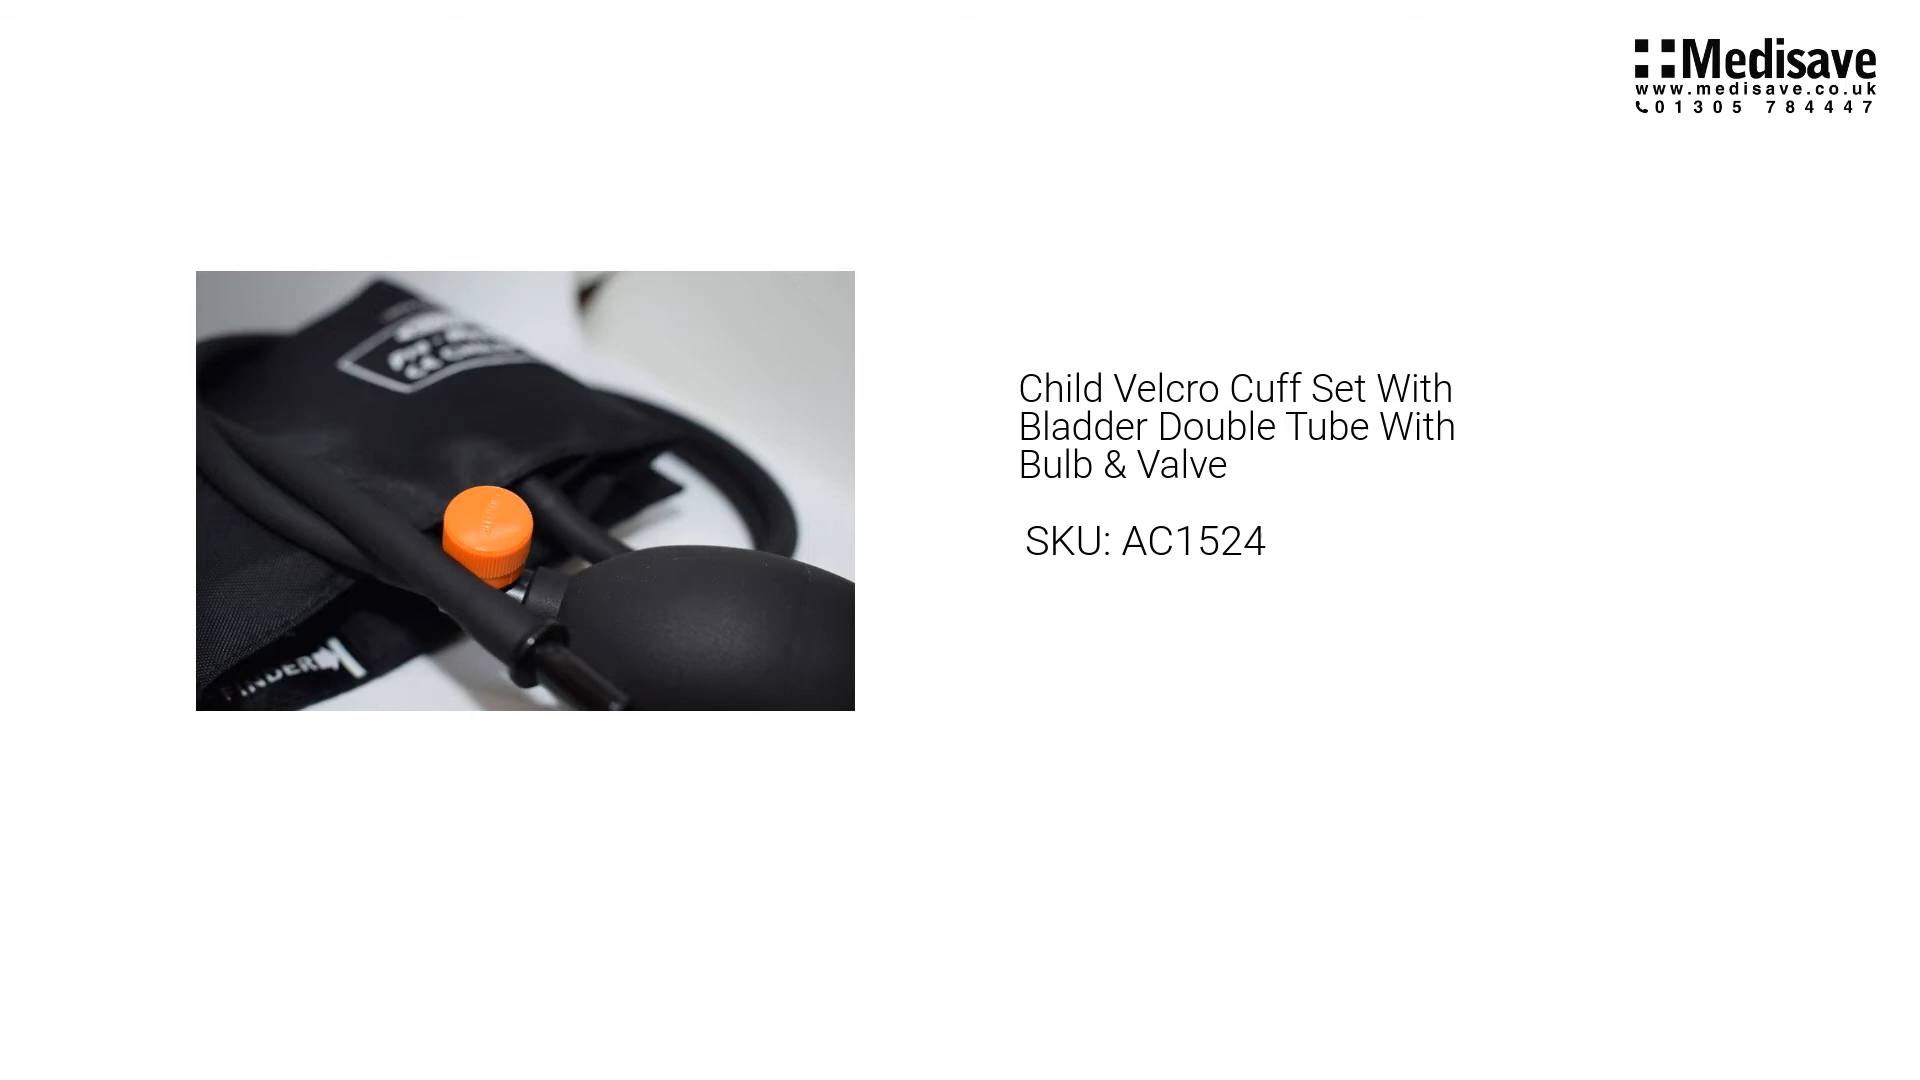 Medisave
www.medisave.co.uk
01305 784447
Child Velcro Cuff Set With
Bladder Double Tube With
Bulb & Valve
SKU: AC1524
FINDER